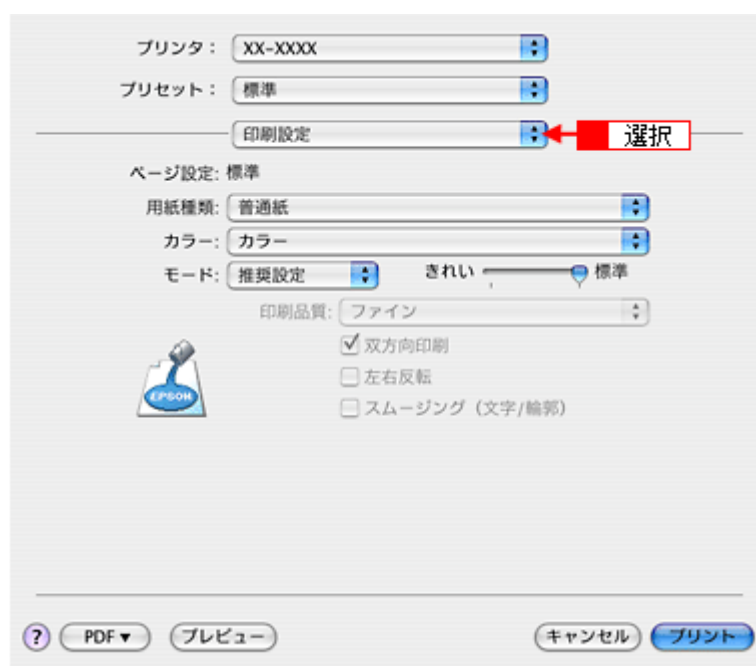 プリンタ： XX-XXXX
プリセット： 標準
印刷設定 選択
ページ設定: 標準
用紙種類: 普通紙
カラー: カラー
モード: 推奨設定 きれい 標準
印刷品質: ファイン
双方向印刷
左右反転
スムージング（文字/輪郭）
EPSON
? PDF▼ プレビュー キャンセル プリント